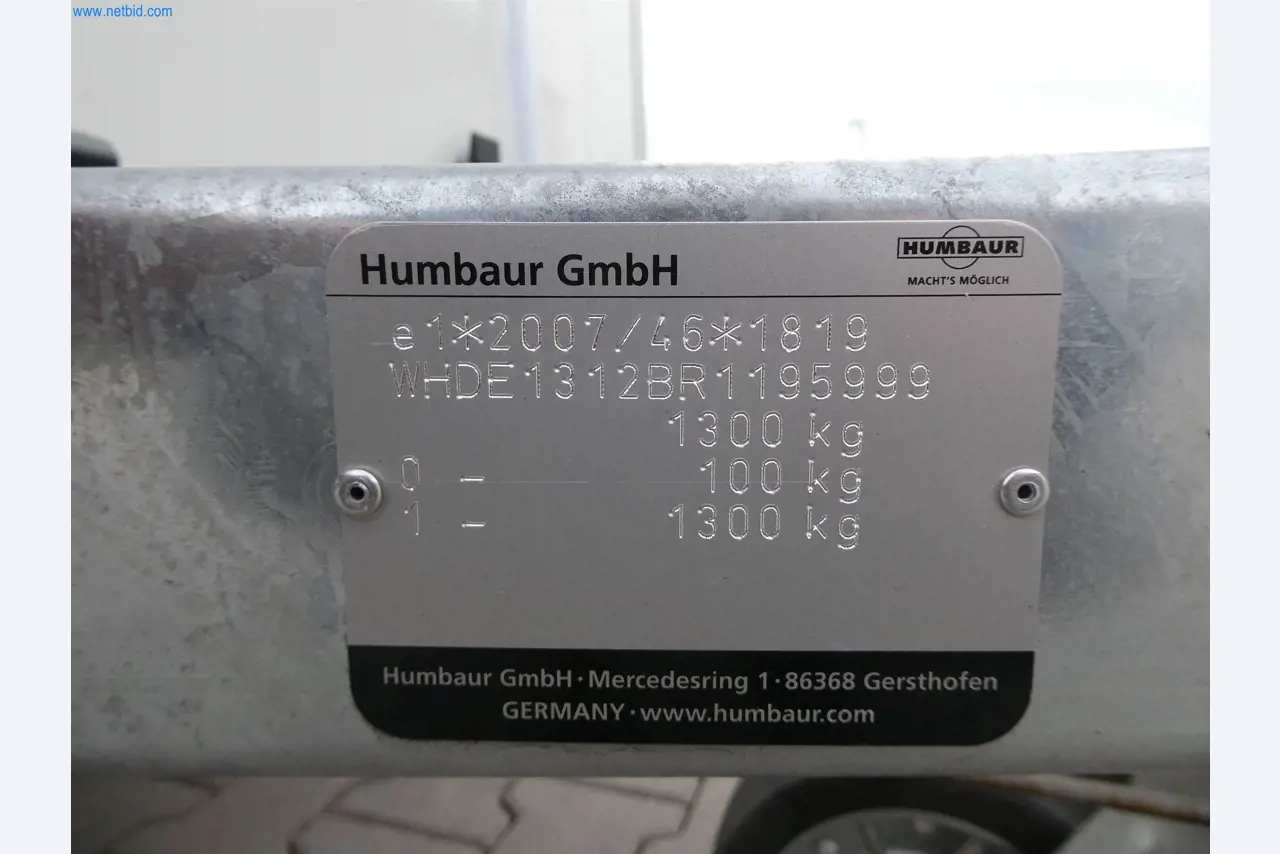 www.netbid.com
Humbaur GmbH
HUMBAUR
MACHT'S MÖGLICH
e1*2007/46*1819
WHDE1312BR1195999
1300 kg
0 - 100 kg
1 - 1300 kg
Humbaur GmbH · Mercedesring 1 · 86368 Gersthofen
GERMANY · www.humbaur.com